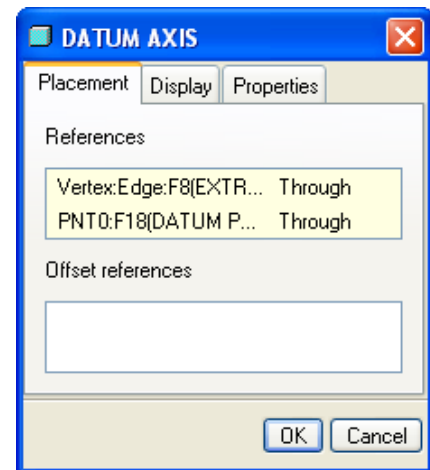 DATUM AXIS
Placement Display Properties
References
Vertex:Edge:F8(EXTR... Through
PNT0:F18(DATUM P... Through
Offset references
OK Cancel